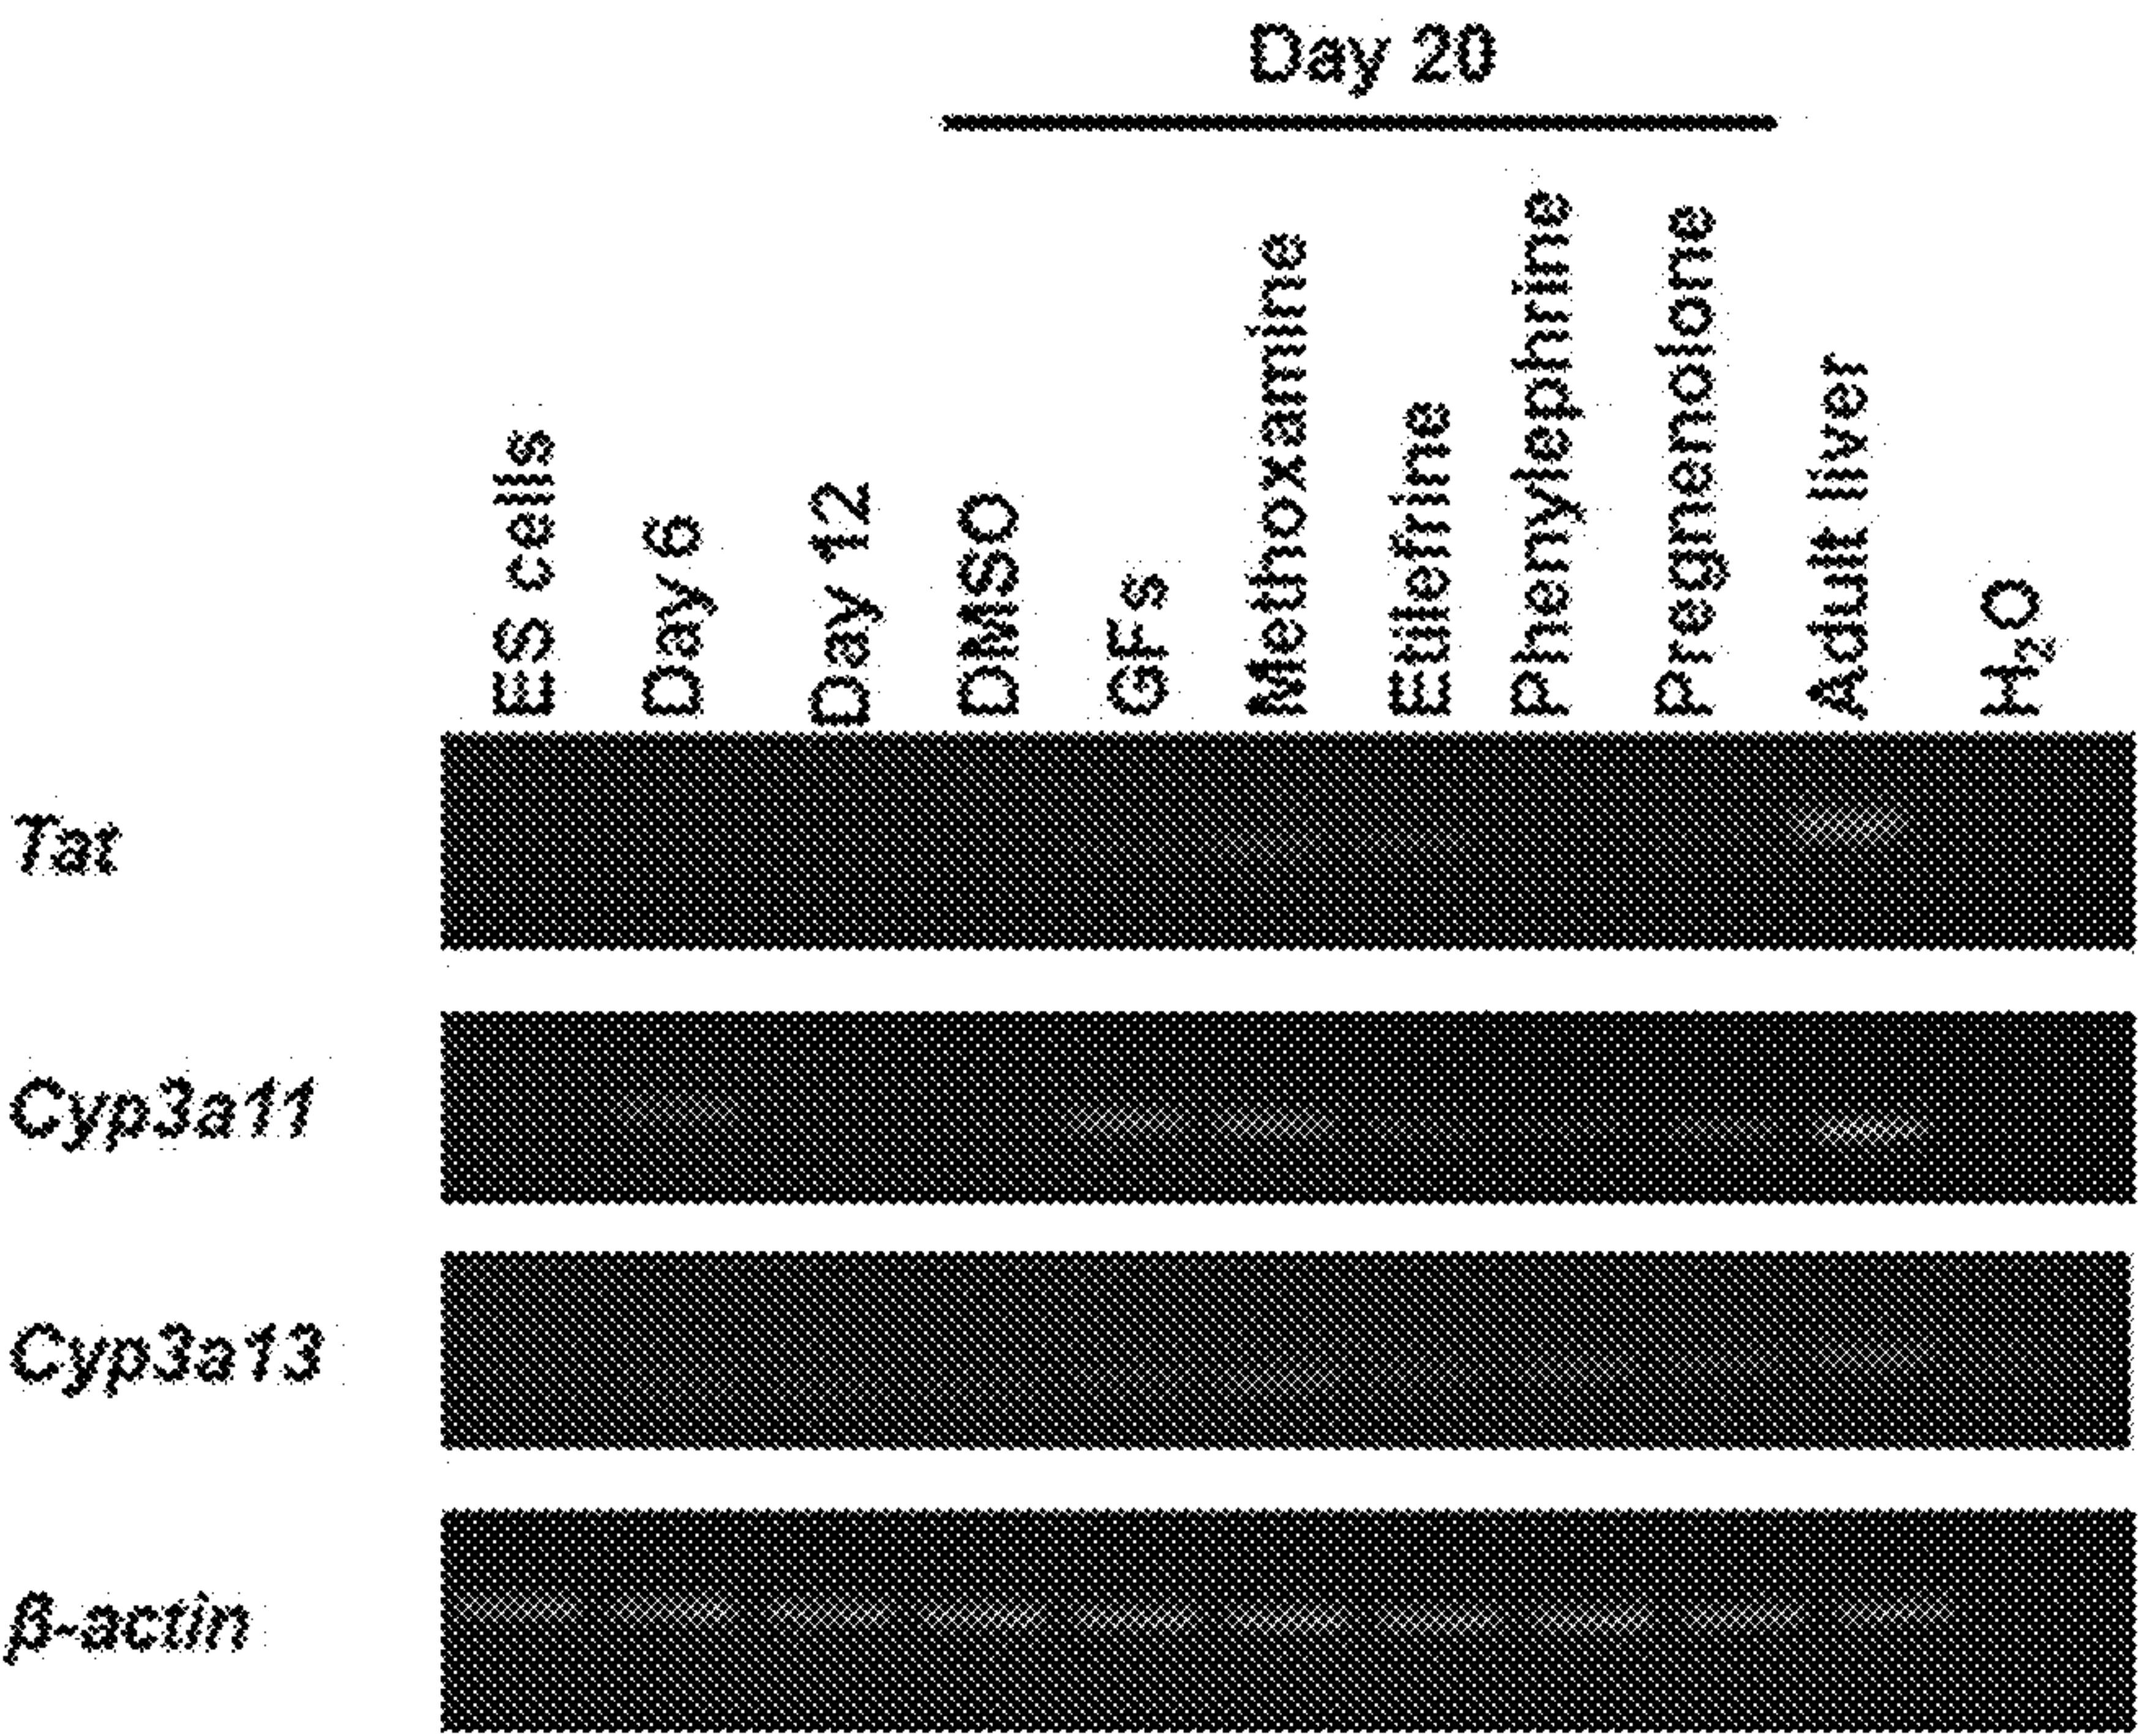 Day 20
ES cells
Day 6
Day 12
DMSO
GFs
Methoxamine
Etilefrine
Phenylephrine
Pregnenolone
Adult liver
H₂O
Tat
Cyp3a11
Cyp3a13
β-actin